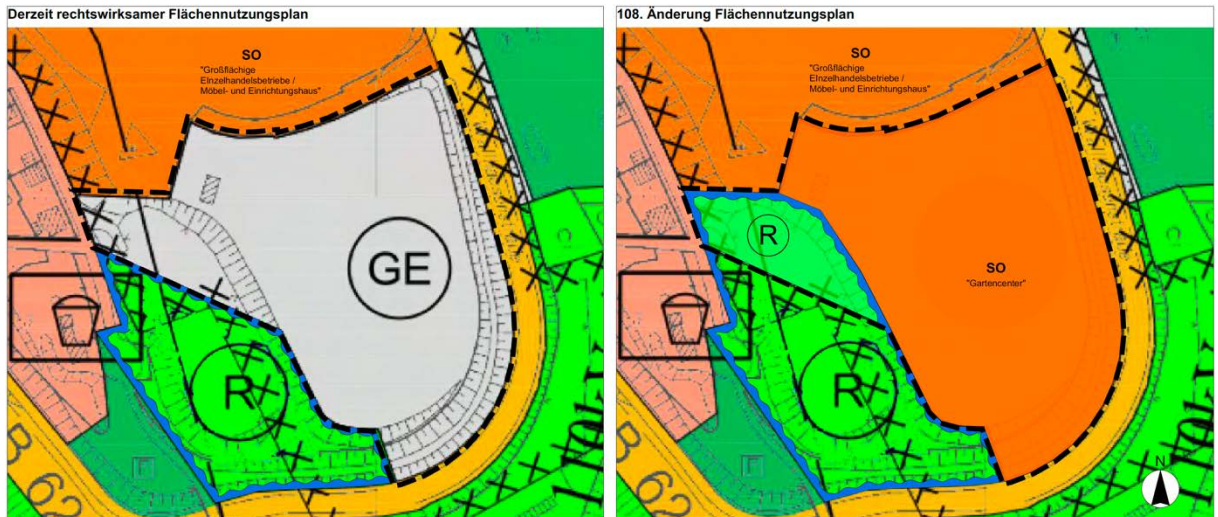 Derzeit rechtswirksamer Flächennutzungsplan
SO
"Großflächige
EInzelhandelsbetriebe /
Möbel- und Einrichtungshaus"
GE
R
B 62
108. Änderung Flächennutzungsplan
SO
"Großflächige
EInzelhandelsbetriebe /
Möbel- und Einrichtungshaus"
R
SO
"Gartencenter"
R
B 62
N